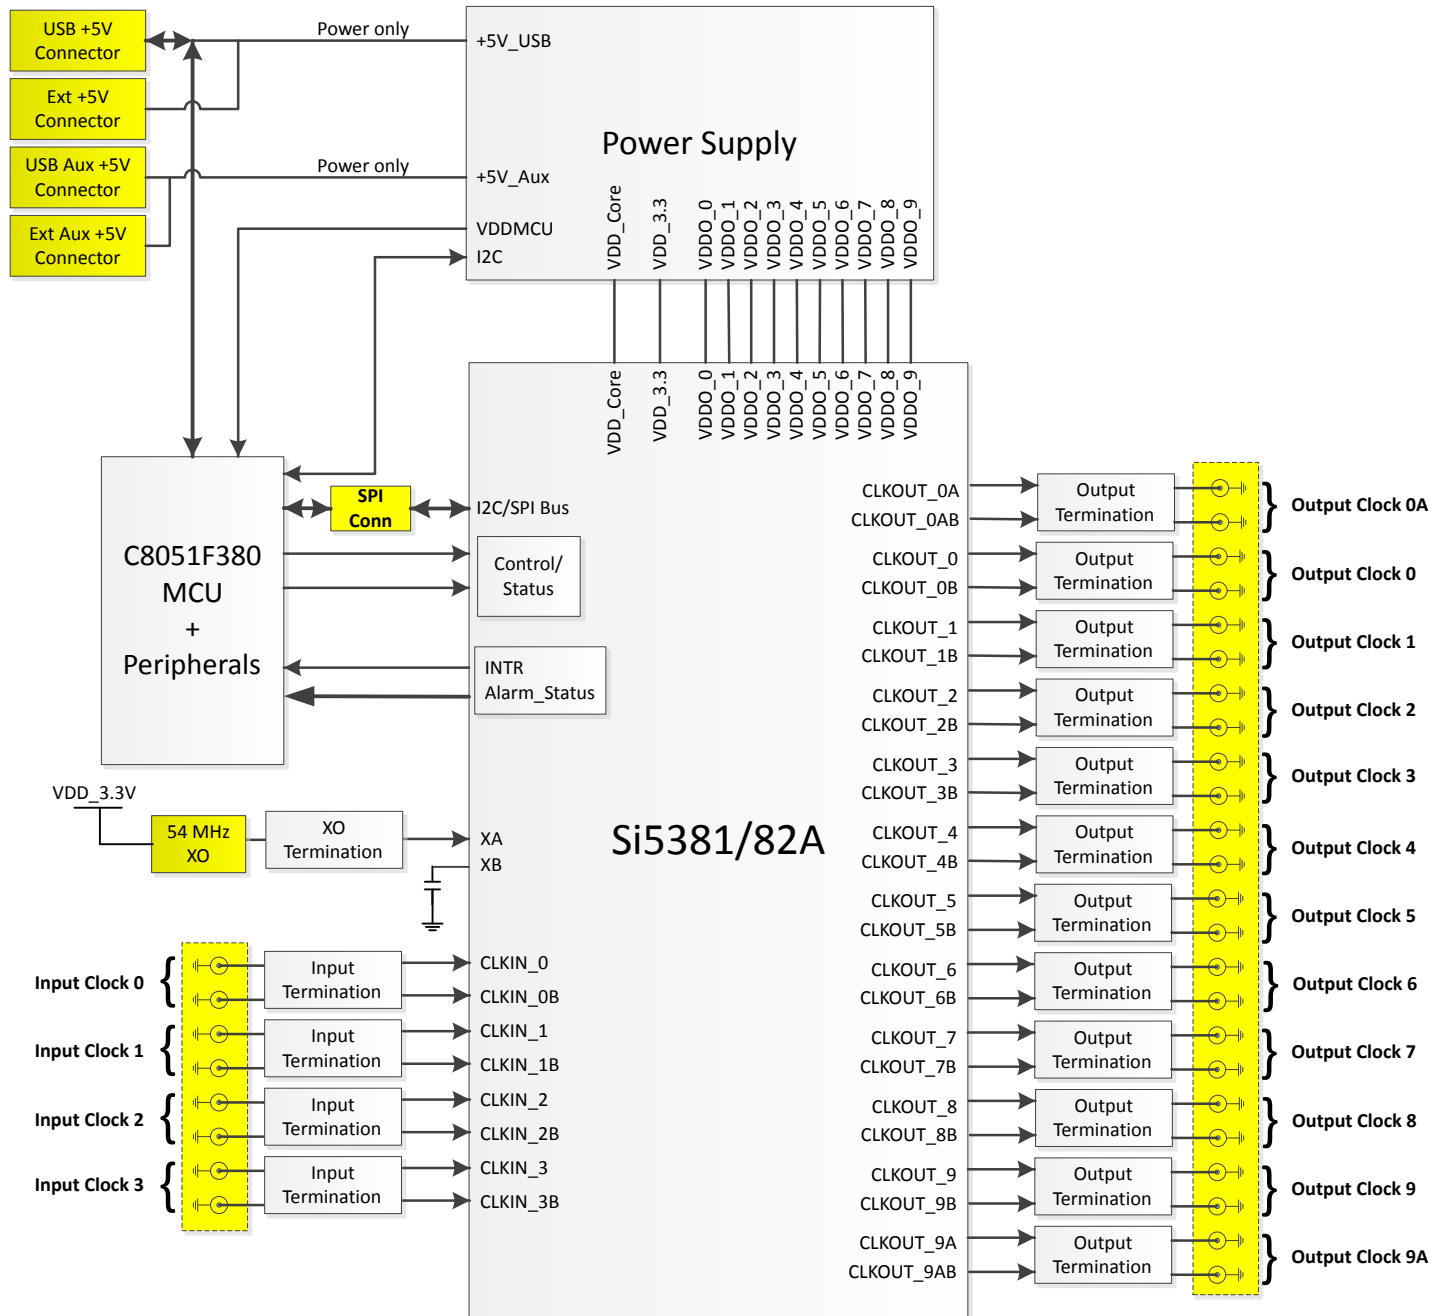 USB +5V
Connector
Ext +5V
Connector
USB Aux +5V
Connector
Ext Aux +5V
Connector
Power only
Power only
+5V_USB
+5V_Aux
VDDMCU
I2C
Power Supply
VDD_Core
VDD_3.3
VDDO_0
VDDO_1
VDDO_2
VDDO_3
VDDO_4
VDDO_5
VDDO_6
VDDO_7
VDDO_8
VDDO_9
VDD_Core
VDD_3.3
VDDO_0
VDDO_1
VDDO_2
VDDO_3
VDDO_4
VDDO_5
VDDO_6
VDDO_7
VDDO_8
VDDO_9
C8051F380
MCU
+
Peripherals
SPI
Conn
I2C/SPI Bus
Control/
Status
INTR
Alarm_Status
VDD_3.3V
54 MHz
XO
XO
Termination
XA
XB
Si5381/82A
Input Clock 0
Input
Termination
CLKIN_0
CLKIN_0B
Input Clock 1
Input
Termination
CLKIN_1
CLKIN_1B
Input Clock 2
Input
Termination
CLKIN_2
CLKIN_2B
Input Clock 3
Input
Termination
CLKIN_3
CLKIN_3B
CLKOUT_0A
CLKOUT_0AB
Output
Termination
Output Clock 0A
CLKOUT_0
CLKOUT_0B
Output
Termination
Output Clock 0
CLKOUT_1
CLKOUT_1B
Output
Termination
Output Clock 1
CLKOUT_2
CLKOUT_2B
Output
Termination
Output Clock 2
CLKOUT_3
CLKOUT_3B
Output
Termination
Output Clock 3
CLKOUT_4
CLKOUT_4B
Output
Termination
Output Clock 4
CLKOUT_5
CLKOUT_5B
Output
Termination
Output Clock 5
CLKOUT_6
CLKOUT_6B
Output
Termination
Output Clock 6
CLKOUT_7
CLKOUT_7B
Output
Termination
Output Clock 7
CLKOUT_8
CLKOUT_8B
Output
Termination
Output Clock 8
CLKOUT_9
CLKOUT_9B
Output
Termination
Output Clock 9
CLKOUT_9A
CLKOUT_9AB
Output
Termination
Output Clock 9A